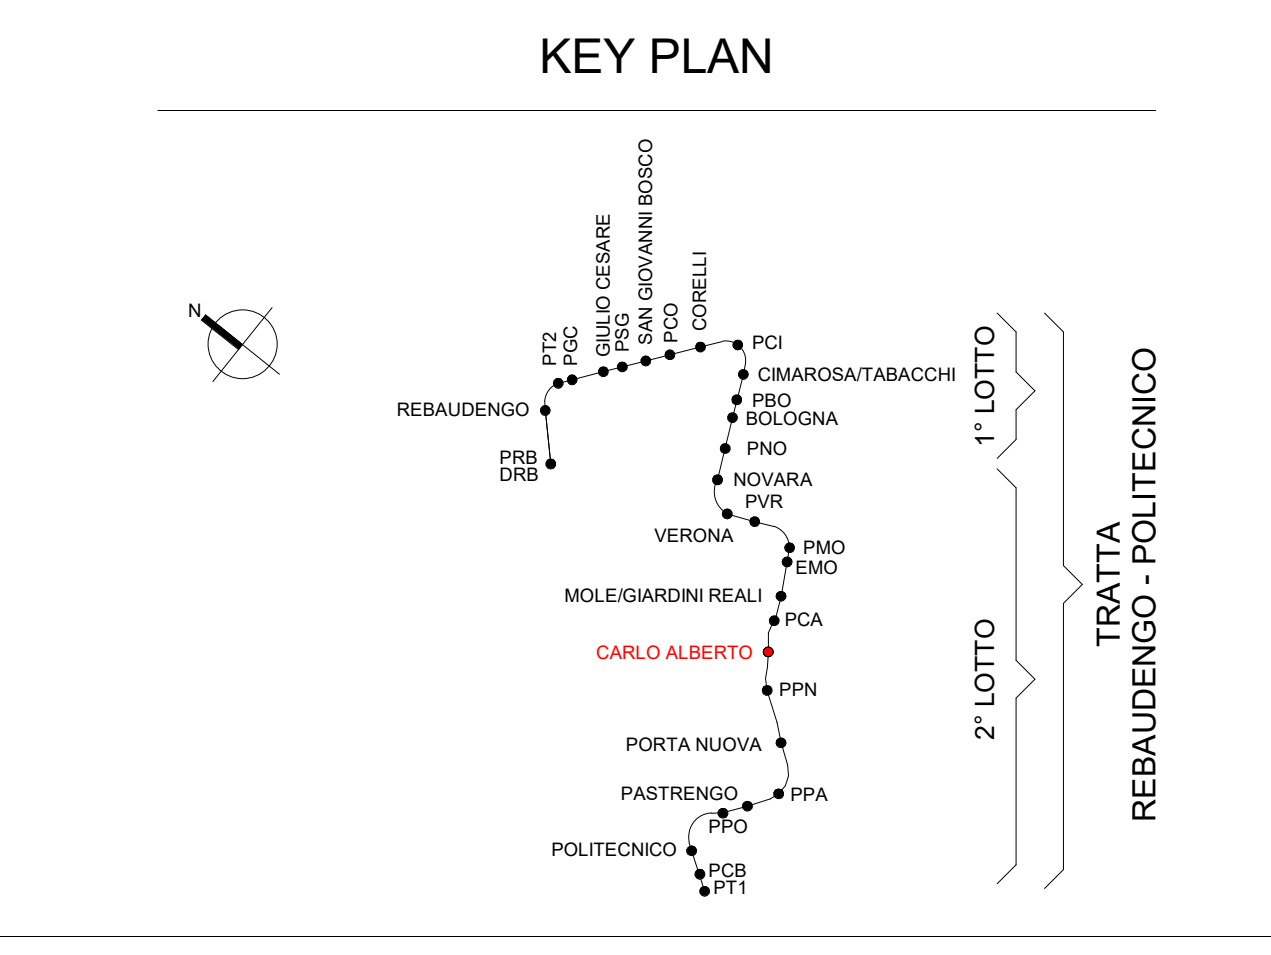 KEY PLAN
N
PT2
PGC
GIULIO CESARE
PSG
SAN GIOVANNI BOSCO
PCO
CORELLI
PCI
CIMAROSA/TABACCHI
REBAUDENGO
PBO
BOLOGNA
PNO
PRB
DRB
NOVARA
PVR
VERONA
PMO
EMO
MOLE/GIARDINI REALI
PCA
CARLO ALBERTO
PPN
PORTA NUOVA
PASTRENGO
PPA
PPO
POLITECNICO
PCB
PT1
1° LOTTO
2° LOTTO
TRATTA
REBAUDENGO - POLITECNICO